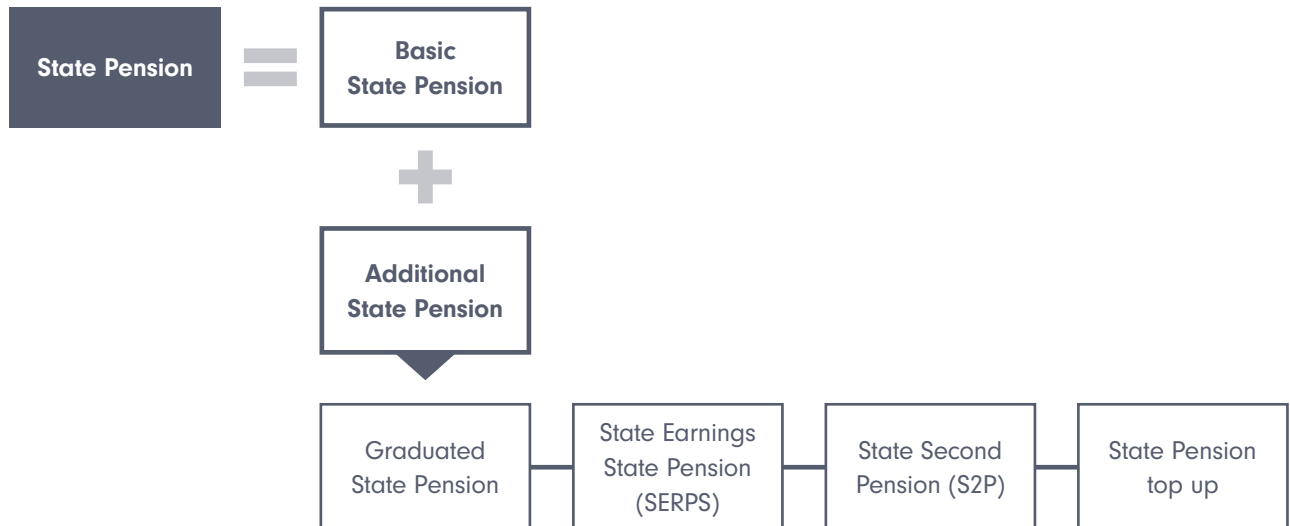 State Pension
Basic
State Pension
Additional
State Pension
Graduated
State Pension
State Earnings
State Pension
(SERPS)
State Second
Pension (S2P)
State Pension
top up